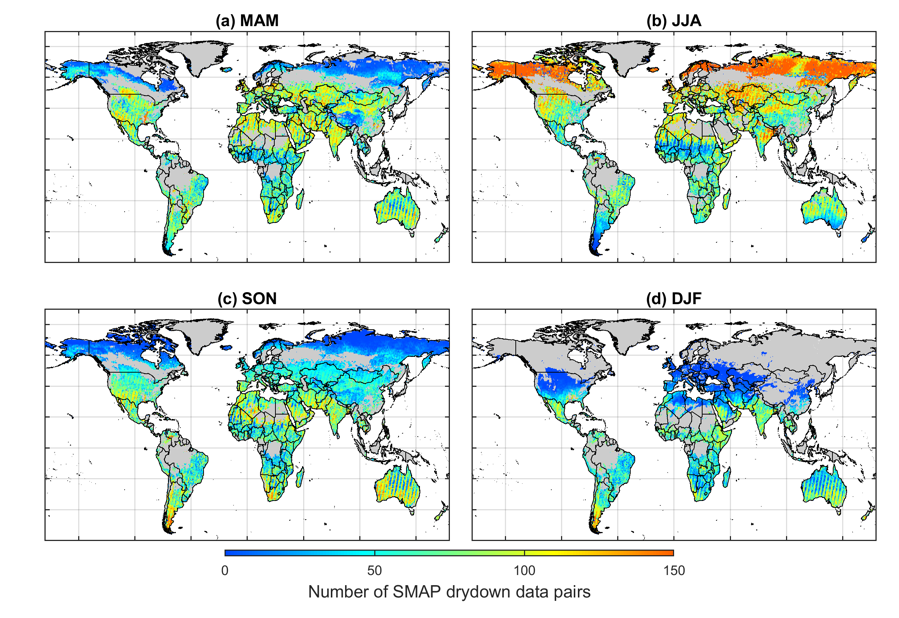 (a) MAM
(b) JJA
(c) SON
(d) DJF
0 50 100 150
Number of SMAP drydown data pairs